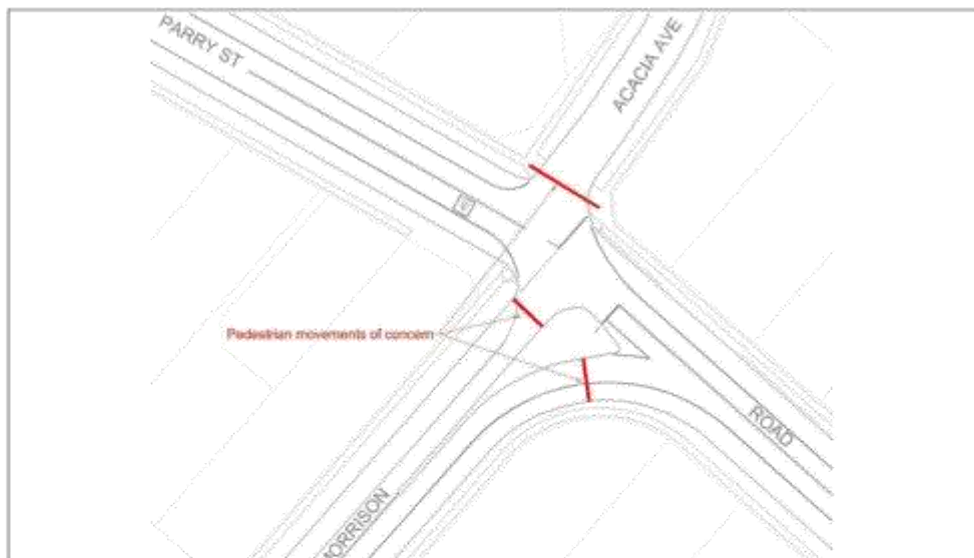 PARRY ST
ACACIA AVE
Pedestrian movements of concern
ROAD
MORRISON